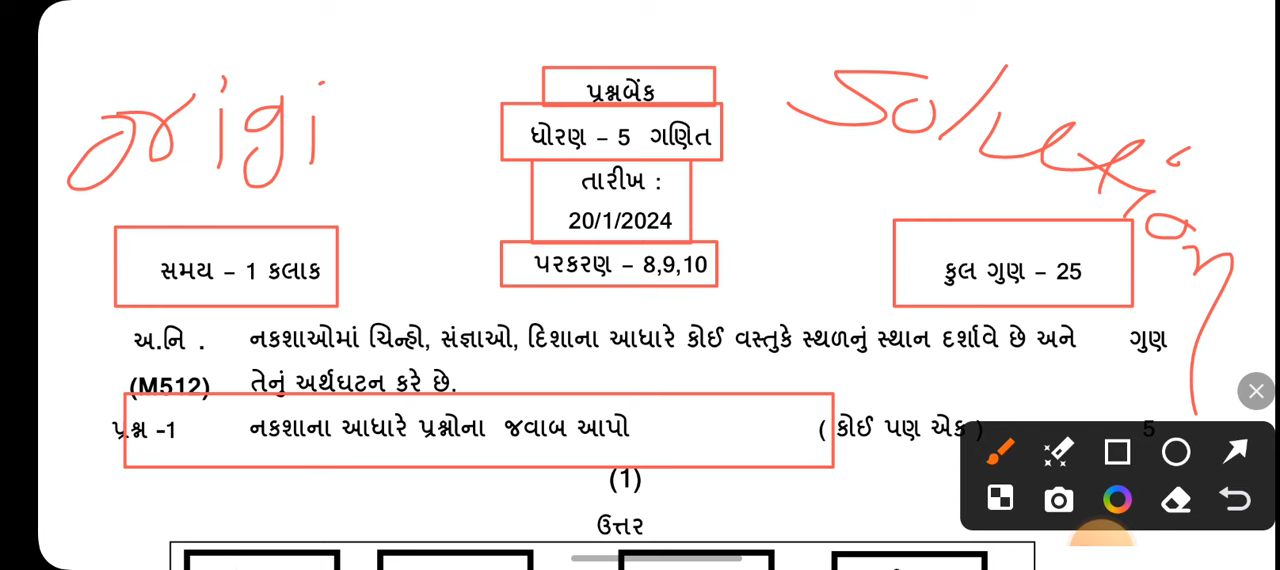 origi
solution
પ્રશ્નબેંક
ધોરણ – 5 ગણિત
તારીખ :
20/1/2024
સમય – 1 કલાક
પરકરણ – 8,9,10
કુલ ગુણ – 25
અ.નિ . નકશાઓમાં ચિન્હો, સંજ્ઞાઓ, દિશાના આધારે કોઈ વસ્તુકે સ્થળનું સ્થાન દર્શાવે છે અને ગુણ
(M512) તેનું અર્થઘટન કરે છે.
પ્રશ્ન -1 નકશાના આધારે પ્રશ્નોના જવાબ આપો ( કોઈ પણ એક ) 5
(1)
ઉત્તર